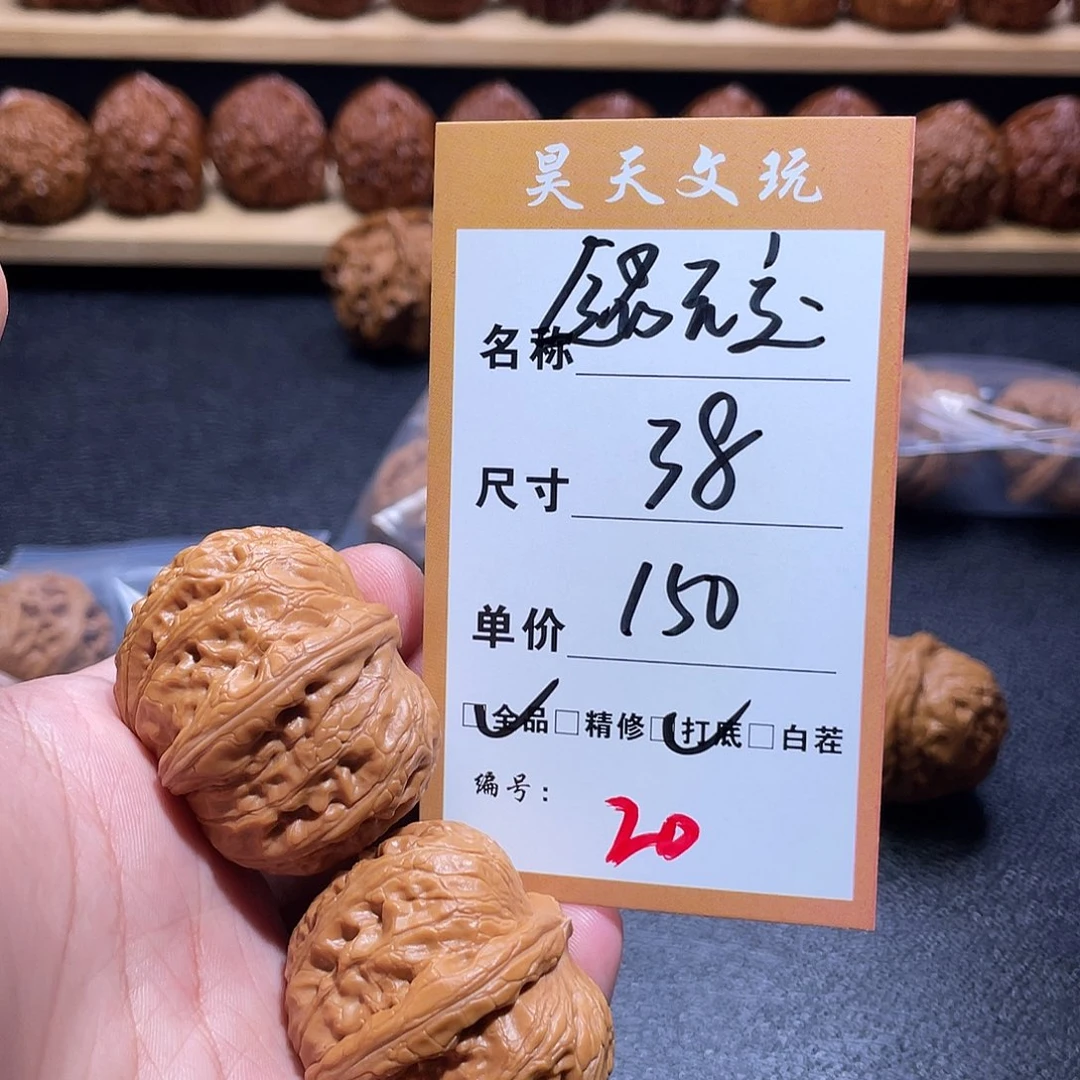 昊天文玩
名称
尺寸 38
单价 150
□全品□精修□打底□白茬
编号：
20